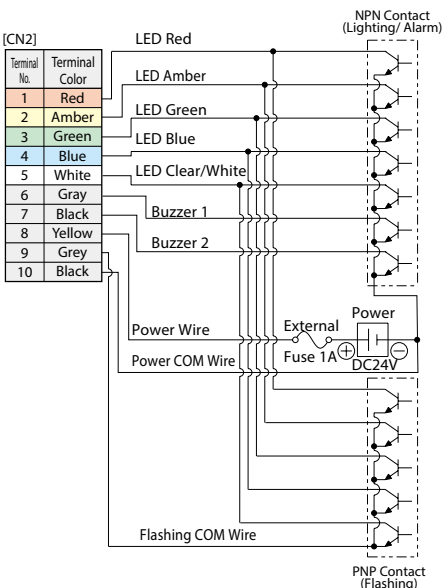 NPN Contact
(Lighting/ Alarm)
[CN2]
Terminal No. Terminal Color
1 Red
2 Amber
3 Green
4 Blue
5 White
6 Gray
7 Black
8 Yellow
9 Grey
10 Black
LED Red
LED Amber
LED Green
LED Blue
LED Clear/White
Buzzer 1
Buzzer 2
Power Wire
External
Fuse 1A
Power
+ −
DC24V
Power COM Wire
Flashing COM Wire
PNP Contact
(Flashing)